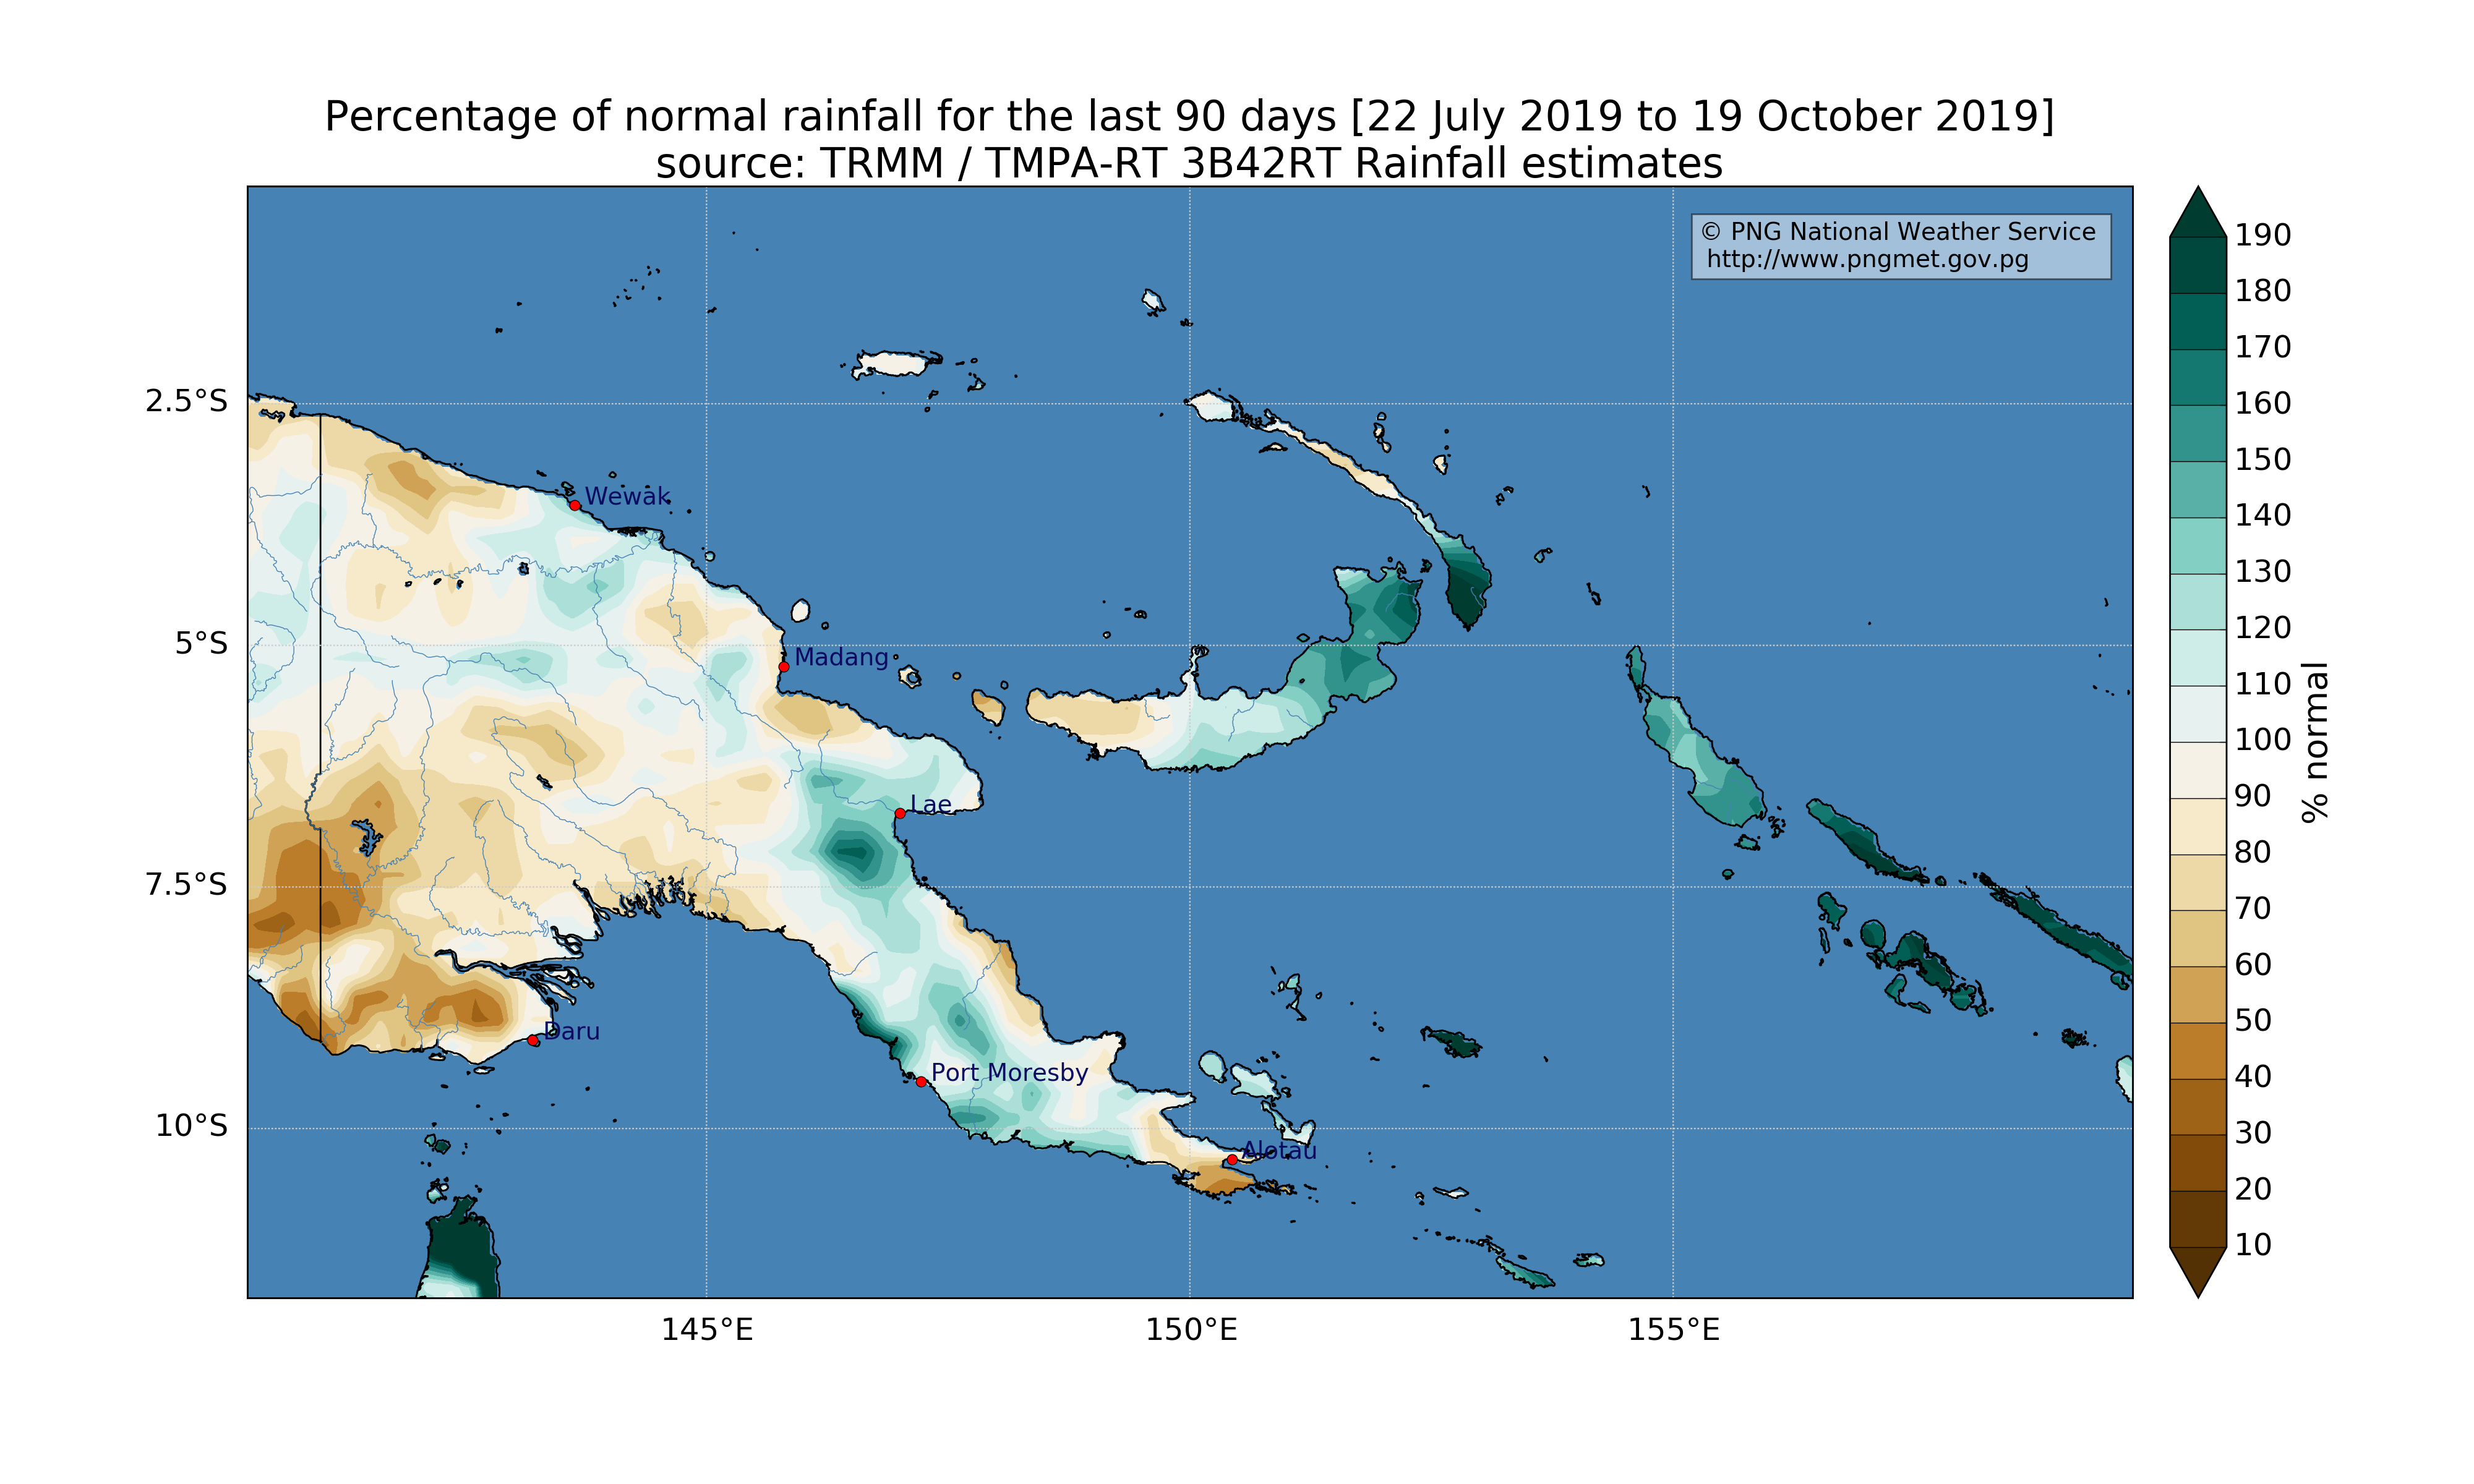 Percentage of normal rainfall for the last 90 days [22 July 2019 to 19 October 2019]
source: TRMM / TMPA-RT 3B42RT Rainfall estimates
© PNG National Weather Service
http://www.pngmet.gov.pg
2.5°S
5°S
7.5°S
10°S
Wewak
Madang
Lae
Daru
Port Moresby
Alotau
145°E
150°E
155°E
190
180
170
160
150
140
130
120
110
100
90
80
70
60
50
40
30
20
10
% normal